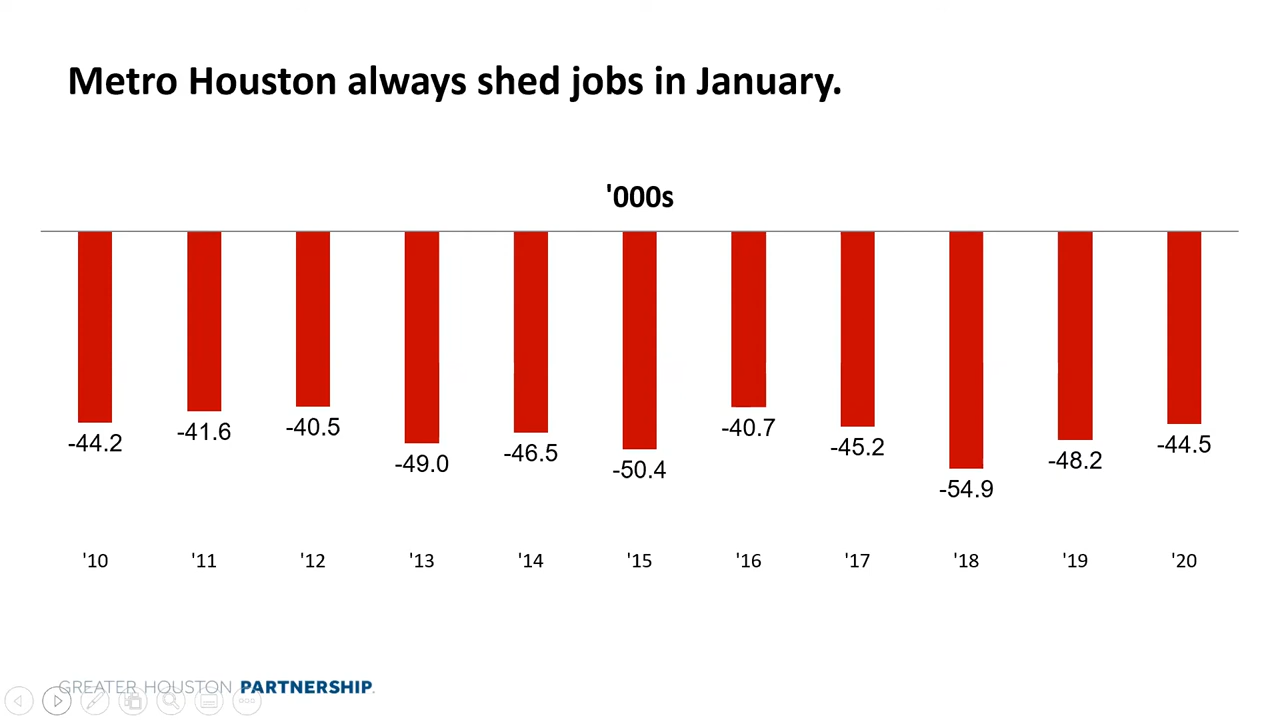 Metro Houston always shed jobs in January.
'000s
-44.2
-41.6
-40.5
-49.0
-46.5
-50.4
-40.7
-45.2
-54.9
-48.2
-44.5
'10 '11 '12 '13 '14 '15 '16 '17 '18 '19 '20
GREATER HOUSTON PARTNERSHIP.